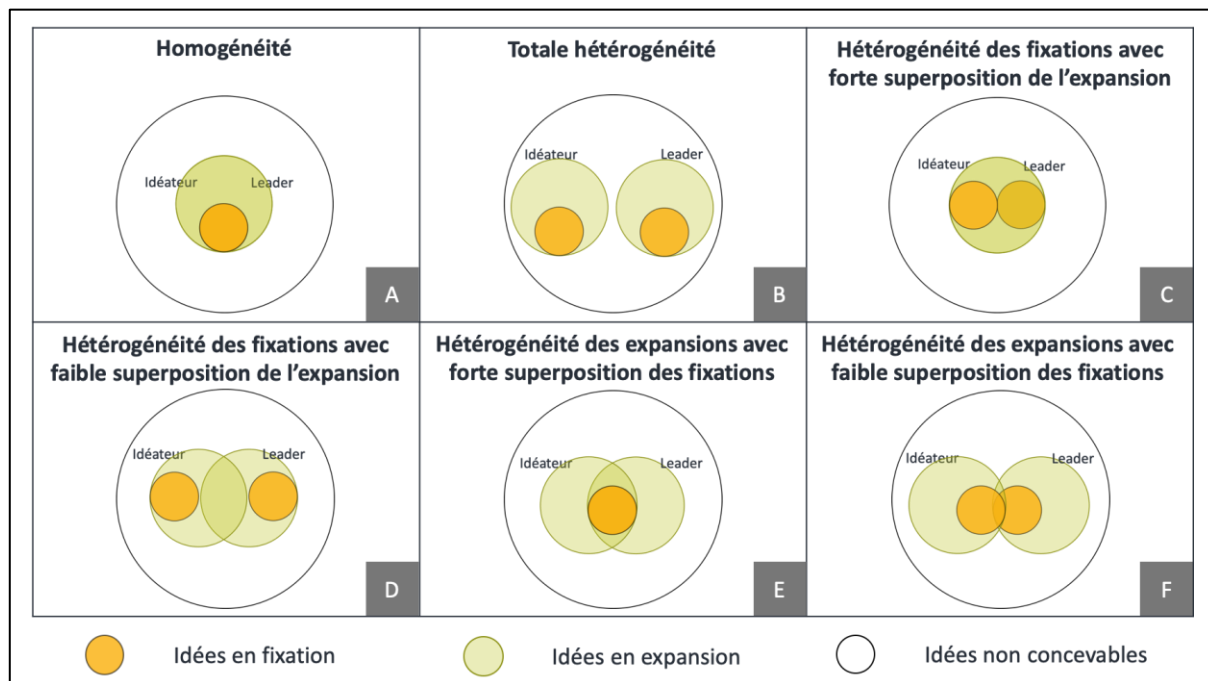 Homogénéité
Idéateur
Leader
A
Totale hétérogénéité
Idéateur
Leader
B
Hétérogénéité des fixations avec
forte superposition de l’expansion
Idéateur
Leader
C
Hétérogénéité des fixations avec
faible superposition de l’expansion
Idéateur
Leader
D
Hétérogénéité des expansions avec
forte superposition des fixations
Idéateur
Leader
E
Hétérogénéité des expansions avec
faible superposition des fixations
Idéateur
Leader
F
Idées en fixation
Idées en expansion
Idées non concevables